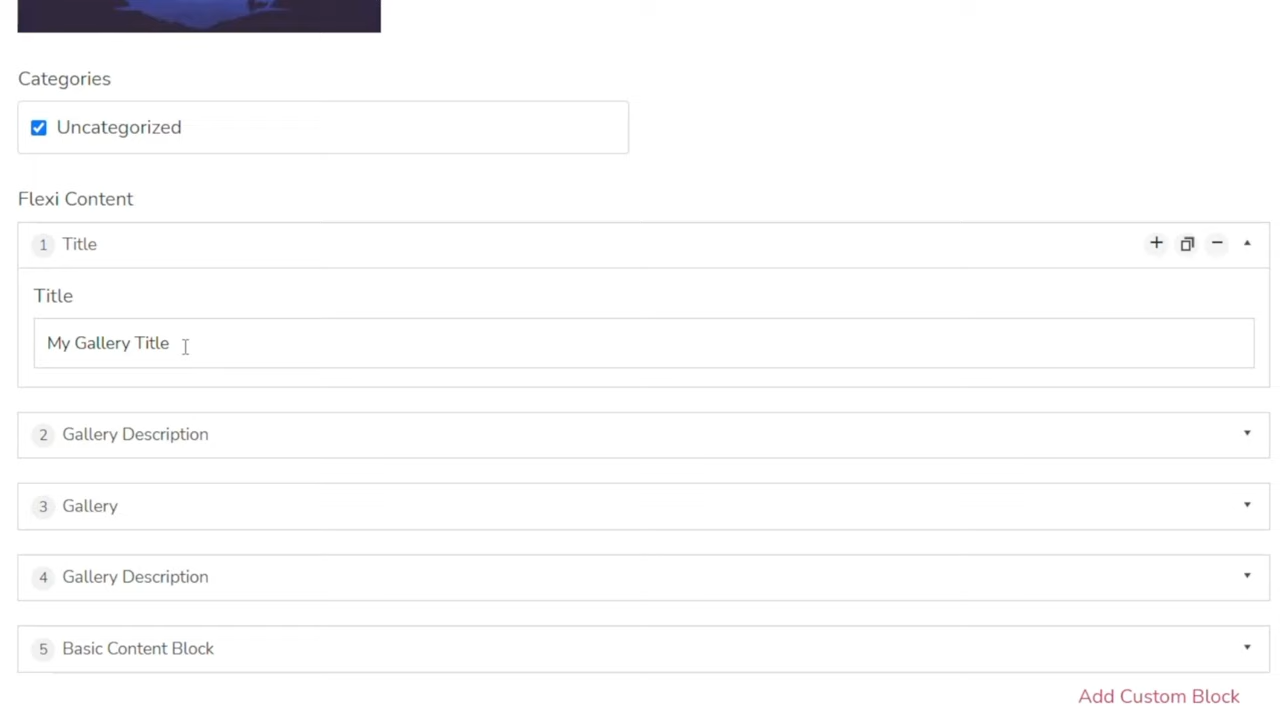 Categories
Uncategorized
Flexi Content
1 Title
Title
My Gallery Title
2 Gallery Description
3 Gallery
4 Gallery Description
5 Basic Content Block
Add Custom Block